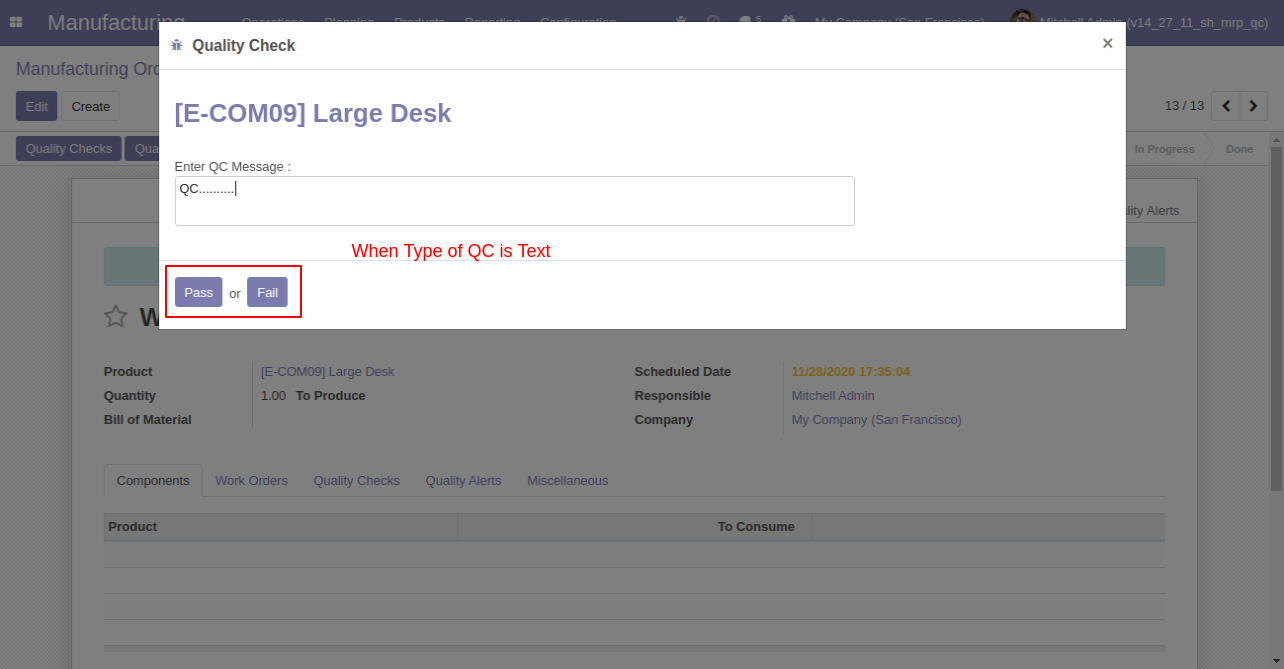 Manufacturing Operations Planning Products Reporting Configuration 5 My Company (San Francisco) Mitchell Admin (v14_27_11_sh_mrp_qc)
Quality Check ×
Manufacturing Orders
[E-COM09] Large Desk
Edit Create 13 / 13
Quality Checks Qua In Progress Done
Enter QC Message :
QC..........
lity Alerts
When Type of QC is Text
Pass or Fail
W
Product [E-COM09] Large Desk Scheduled Date 11/28/2020 17:35:04
Quantity 1.00 To Produce Responsible Mitchell Admin
Bill of Material Company My Company (San Francisco)
Components Work Orders Quality Checks Quality Alerts Miscellaneous
Product To Consume